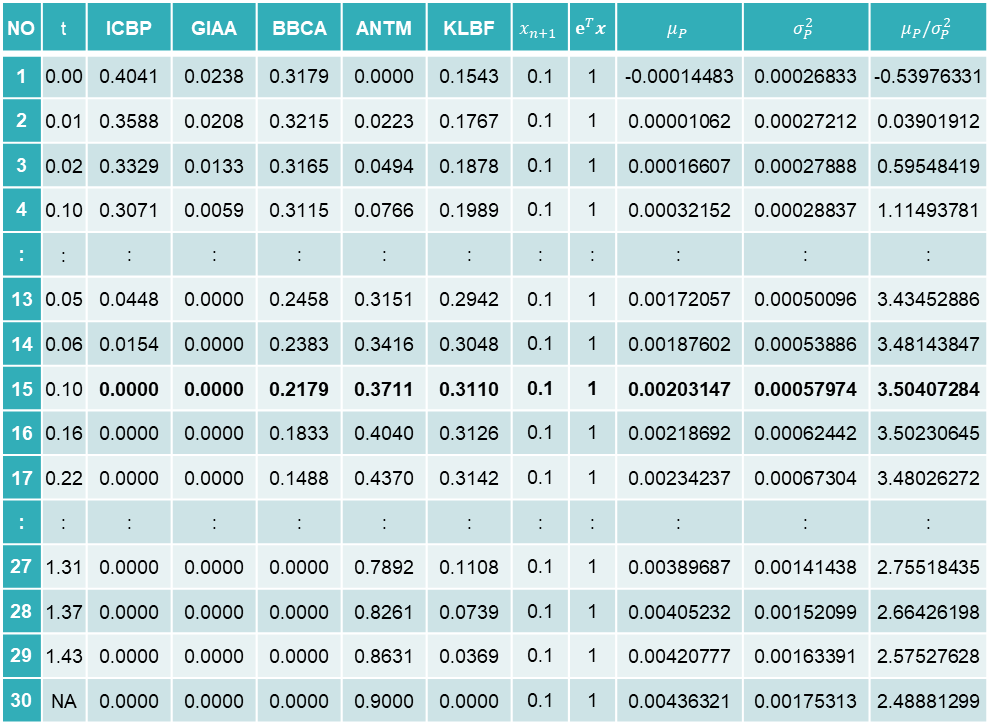 NO t ICBP GIAA BBCA ANTM KLBF xₙ₊₁ eᵀx μ_P σ²_P μ_P/σ²_P
1 0.00 0.4041 0.0238 0.3179 0.0000 0.1543 0.1 1 -0.00014483 0.00026833 -0.53976331
2 0.01 0.3588 0.0208 0.3215 0.0223 0.1767 0.1 1 0.00001062 0.00027212 0.03901912
3 0.02 0.3329 0.0133 0.3165 0.0494 0.1878 0.1 1 0.00016607 0.00027888 0.59548419
4 0.10 0.3071 0.0059 0.3115 0.0766 0.1989 0.1 1 0.00032152 0.00028837 1.11493781
: : : : : : : : : : : :
13 0.05 0.0448 0.0000 0.2458 0.3151 0.2942 0.1 1 0.00172057 0.00050096 3.43452886
14 0.06 0.0154 0.0000 0.2383 0.3416 0.3048 0.1 1 0.00187602 0.00053886 3.48143847
15 0.10 0.0000 0.0000 0.2179 0.3711 0.3110 0.1 1 0.00203147 0.00057974 3.50407284
16 0.16 0.0000 0.0000 0.1833 0.4040 0.3126 0.1 1 0.00218692 0.00062442 3.50230645
17 0.22 0.0000 0.0000 0.1488 0.4370 0.3142 0.1 1 0.00234237 0.00067304 3.48026272
: : : : : : : : : : : :
27 1.31 0.0000 0.0000 0.0000 0.7892 0.1108 0.1 1 0.00389687 0.00141438 2.75518435
28 1.37 0.0000 0.0000 0.0000 0.8261 0.0739 0.1 1 0.00405232 0.00152099 2.66426198
29 1.43 0.0000 0.0000 0.0000 0.8631 0.0369 0.1 1 0.00420777 0.00163391 2.57527628
30 NA 0.0000 0.0000 0.0000 0.9000 0.0000 0.1 1 0.00436321 0.00175313 2.48881299